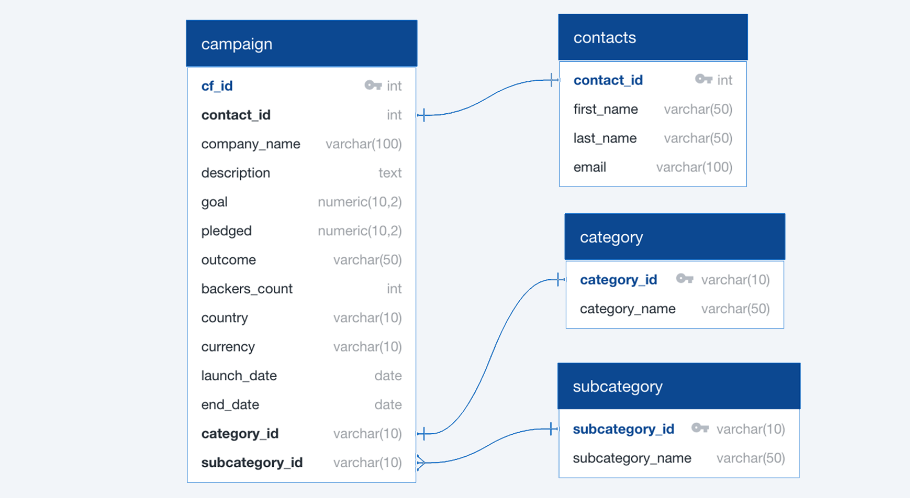 campaign
cf_id int
contact_id int
company_name varchar(100)
description text
goal numeric(10,2)
pledged numeric(10,2)
outcome varchar(50)
backers_count int
country varchar(10)
currency varchar(10)
launch_date date
end_date date
category_id varchar(10)
subcategory_id varchar(10)
contacts
contact_id int
first_name varchar(50)
last_name varchar(50)
email varchar(100)
category
category_id varchar(10)
category_name varchar(50)
subcategory
subcategory_id varchar(10)
subcategory_name varchar(50)